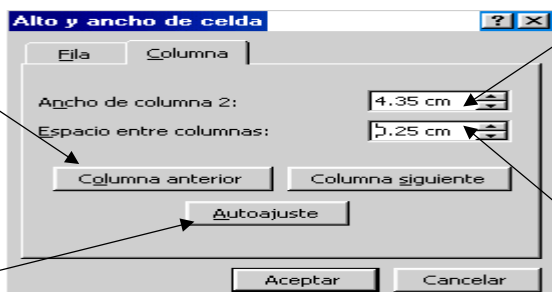 Alto y ancho de celda
Fila Columna
Ancho de columna 2: 4.35 cm
Espacio entre columnas: 0.25 cm
Columna anterior Columna siguiente
Autoajuste
Aceptar Cancelar